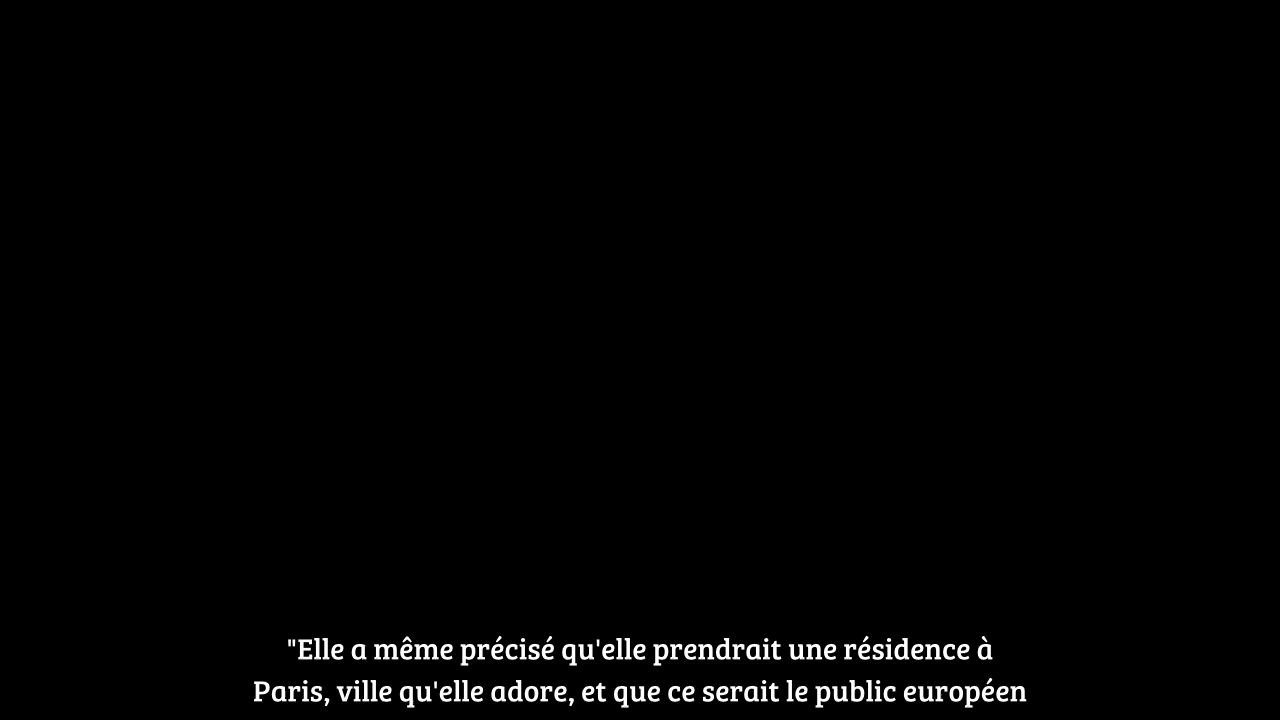 "Elle a même précisé qu'elle prendrait une résidence à
Paris, ville qu'elle adore, et que ce serait le public européen